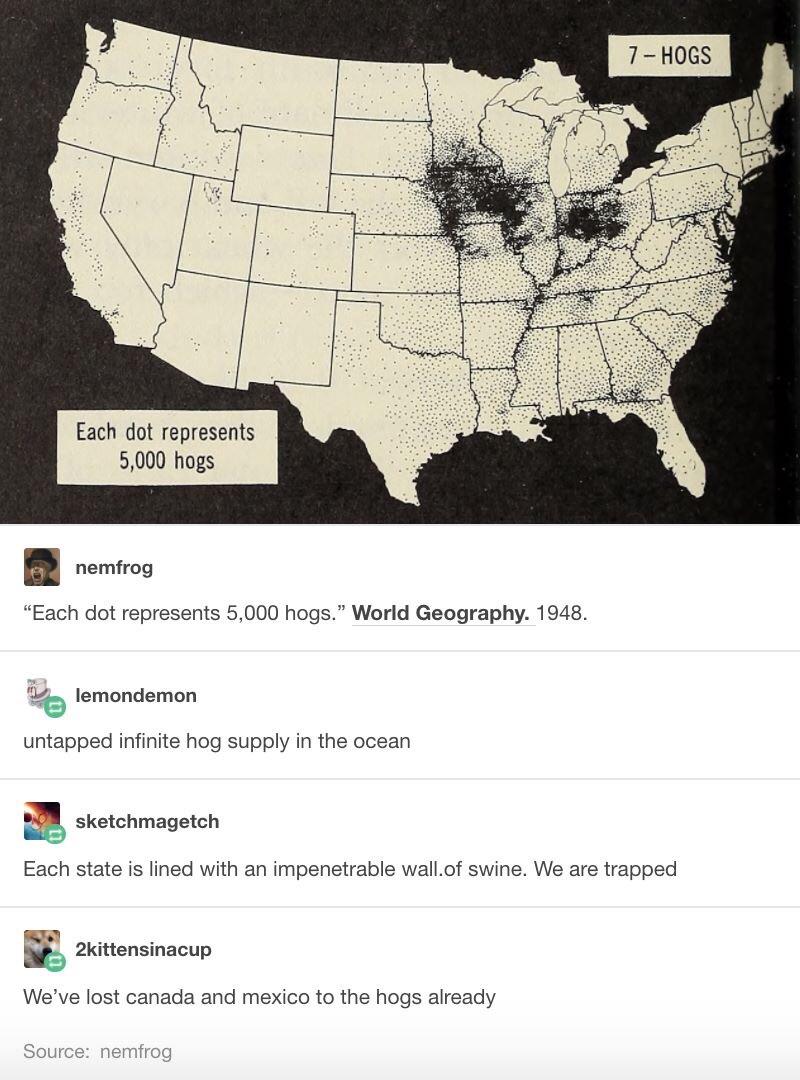 7 – HOGS
Each dot represents
5,000 hogs
nemfrog
“Each dot represents 5,000 hogs.” World Geography. 1948.
lemondemon
untapped infinite hog supply in the ocean
sketchmagetch
Each state is lined with an impenetrable wall.of swine. We are trapped
2kittensinacup
We’ve lost canada and mexico to the hogs already
Source: nemfrog